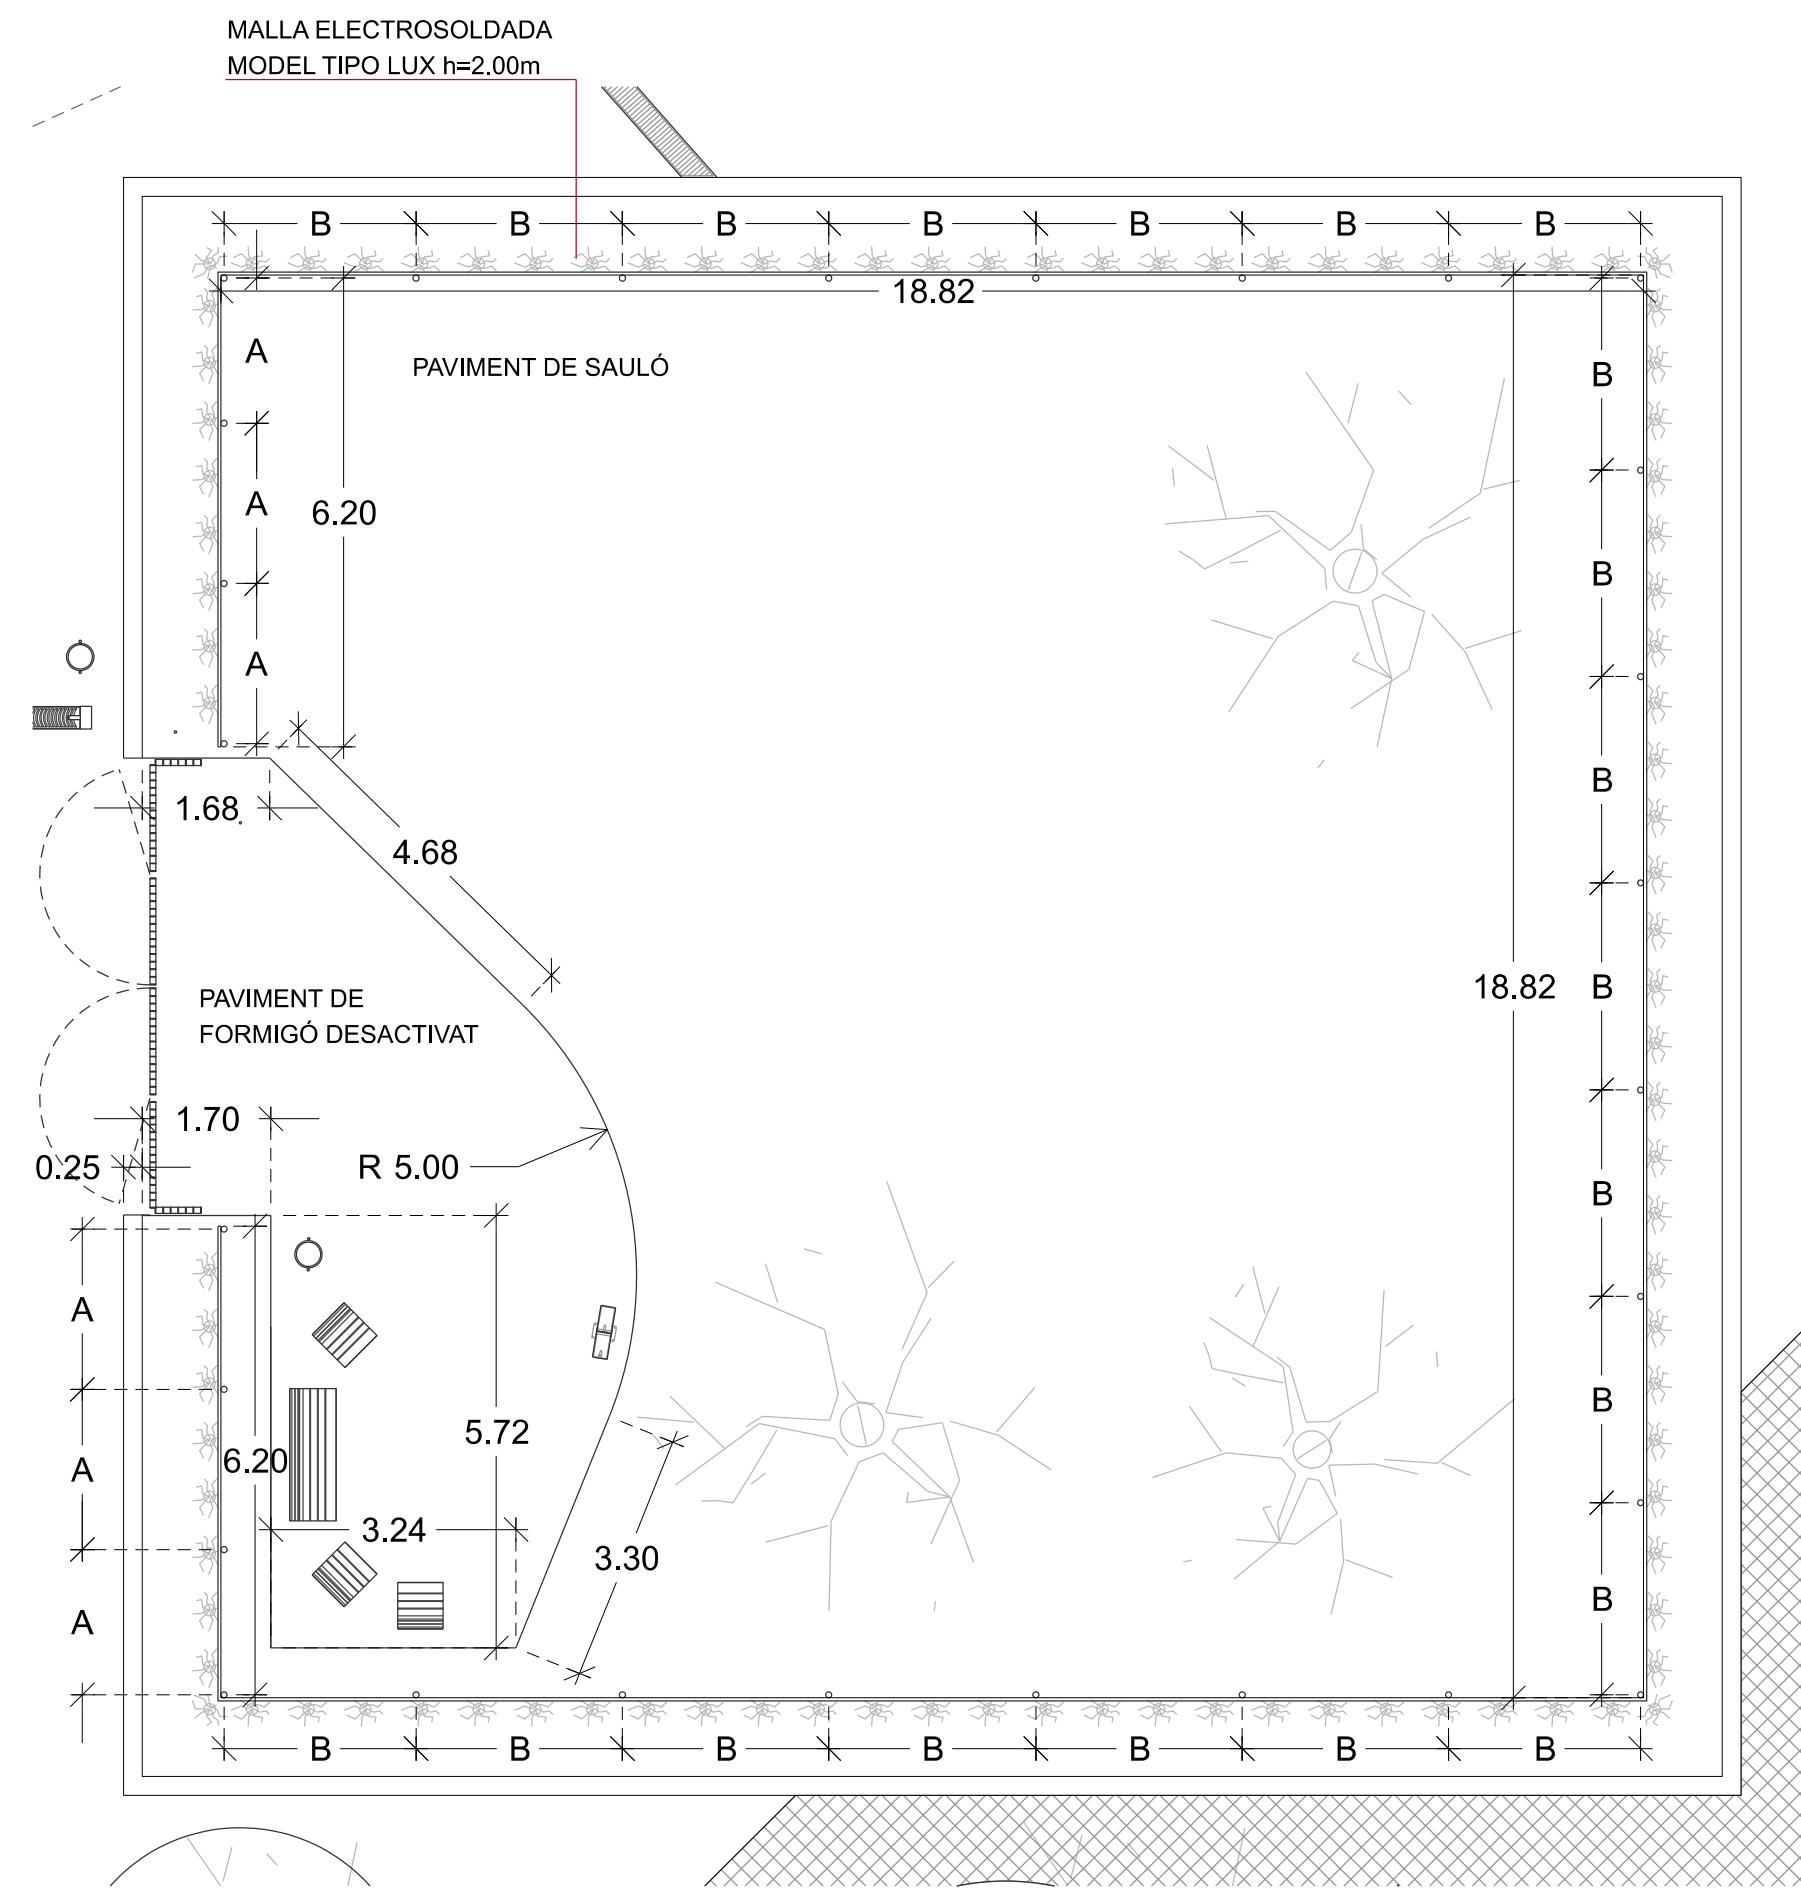 MALLA ELECTROSOLDADA
MODEL TIPO LUX h=2.00m
B B B B B B B
18.82
A
PAVIMENT DE SAULÓ
B
A
6.20
B
A
B
1.68
4.68
18.82
B
PAVIMENT DE
FORMIGÓ DESACTIVAT
1.70
0.25
R 5.00
B
A
B
5.72
A
6.20
3.24
3.30
B
A
B B B B B B B